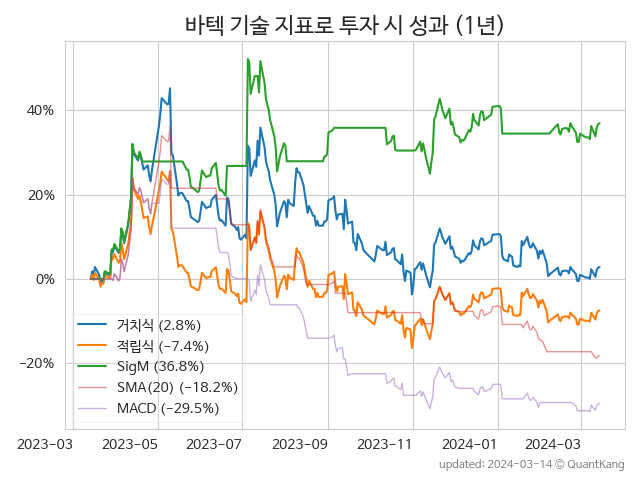 바텍 기술 지표로 투자 시 성과 (1년)
40%
20%
0%
−20%
거치식 (2.8%)
적립식 (−7.4%)
SigM (36.8%)
SMA(20) (−18.2%)
MACD (−29.5%)
2023−03 2023−05 2023−07 2023−09 2023−11 2024−01 2024−03
updated: 2024−03−14 © QuantKang